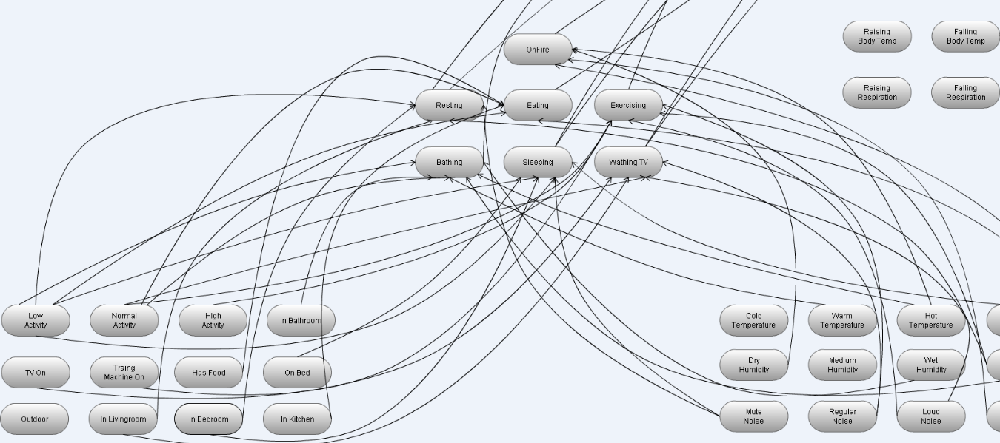 Raising
Body Temp
Falling
Body Temp
OnFire
Raising
Respiration
Falling
Respiration
Resting
Eating
Exercising
Bathing
Sleeping
Wathing TV
Low
Activity
Normal
Activity
High
Activity
In Bathroom
Cold
Temperature
Warm
Temperature
Hot
Temperature
TV On
Traing
Machine On
Has Food
On Bed
Dry
Humidity
Medium
Humidity
Wet
Humidity
Outdoor
In Livingroom
In Bedroom
In Kitchen
Mute
Noise
Regular
Noise
Loud
Noise